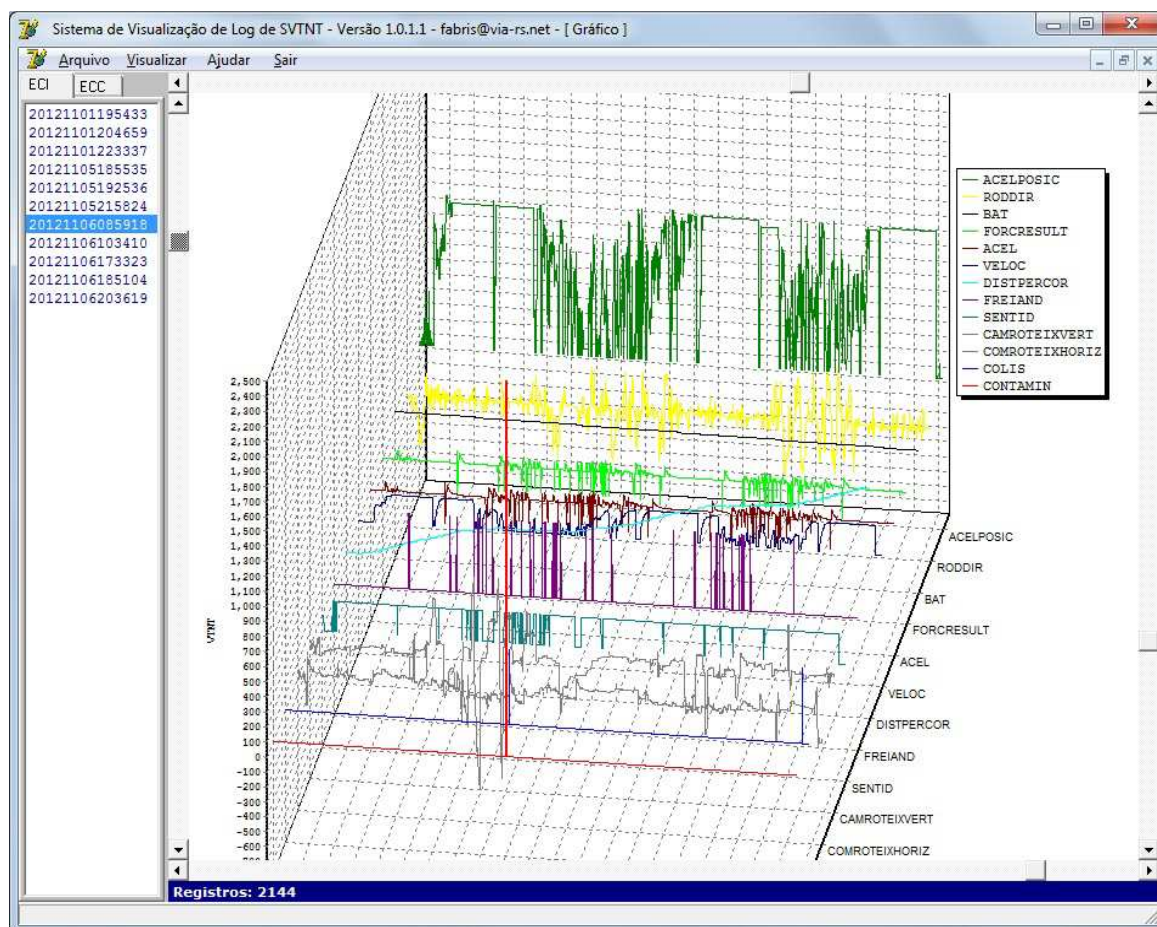 Sistema de Visualização de Log de SVTNT - Versão 1.0.1.1 - fabris@via-rs.net - [ Gráfico ]
Arquivo Visualizar Ajudar Sair
ECI ECC
20121101195433
20121101204659
20121101223337
20121105185535
20121105192536
20121105215824
20121106085918
20121106103410
20121106173323
20121106185104
20121106203619
ACELPOSIC
RODDIR
BAT
FORCRESULT
ACEL
VELOC
DISTPERCOR
FREIAND
SENTID
CAMROTEIXVERT
COMROTEIXHORIZ
COLIS
CONTAMIN
2,500
2,400
2,300
2,200
2,100
2,000
1,900
1,800
1,700
1,600
1,500
1,400
1,300
1,200
1,100
1,000
900
800
700
600
500
400
300
200
100
0
-100
-200
-300
-400
-500
-600
VTNT
ACELPOSIC
RODDIR
BAT
FORCRESULT
ACEL
VELOC
DISTPERCOR
FREIAND
SENTID
CAMROTEIXVERT
COMROTEIXHORIZ
Registros: 2144